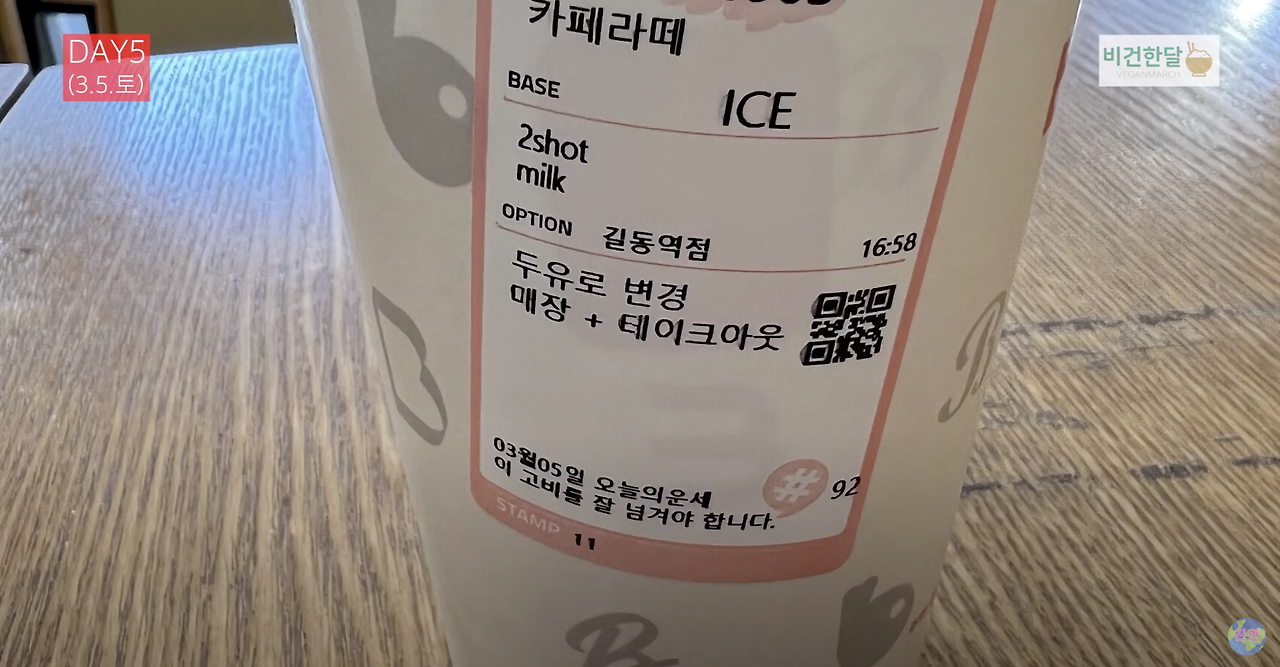 DAY5
(3.5.토)
비건한달
VEGANMARCH
카페라떼
BASE
ICE
2shot
milk
OPTION 길동역점 16:58
두유로 변경
매장 + 테이크아웃
03월05일 오늘의운세
이 고비를 잘 넘겨야 합니다.
# 92
STAMP 11
B